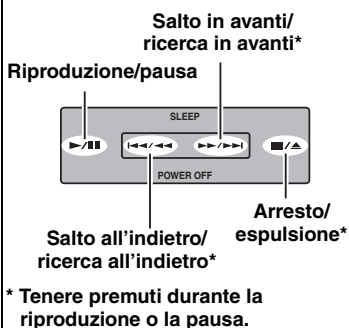 Salto in avanti/
ricerca in avanti*
Riproduzione/pausa
SLEEP
POWER OFF
Salto all'indietro/
ricerca all'indietro*
Arresto/
espulsione*
* Tenere premuti durante la
riproduzione o la pausa.